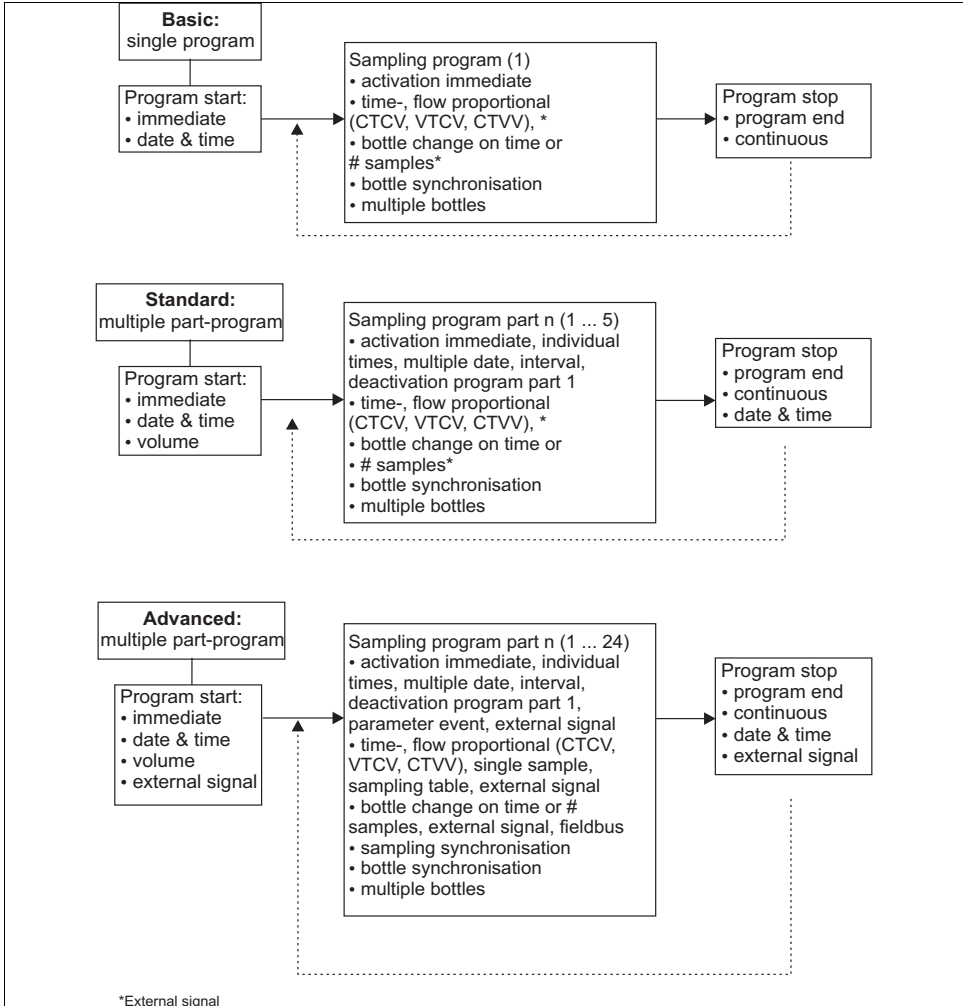 Basic:
single program
Program start:
• immediate
• date & time
Sampling program (1)
• activation immediate
• time-, flow proportional
(CTCV, VTCV, CTVV), *
• bottle change on time or
# samples*
• bottle synchronisation
• multiple bottles
Program stop
• program end
• continuous
Standard:
multiple part-program
Program start:
• immediate
• date & time
• volume
Sampling program part n (1 ... 5)
• activation immediate, individual
times, multiple date, interval,
deactivation program part 1
• time-, flow proportional
(CTCV, VTCV, CTVV), *
• bottle change on time or
• # samples*
• bottle synchronisation
• multiple bottles
Program stop
• program end
• continuous
• date & time
Advanced:
multiple part-program
Program start:
• immediate
• date & time
• volume
• external signal
Sampling program part n (1 ... 24)
• activation immediate, individual
times, multiple date, interval,
deactivation program part 1,
parameter event, external signal
• time-, flow proportional (CTCV,
VTCV, CTVV), single sample,
sampling table, external signal
• bottle change on time or #
samples, external signal, fieldbus
• sampling synchronisation
• bottle synchronisation
• multiple bottles
Program stop
• program end
• continuous
• date & time
• external signal
*External signal